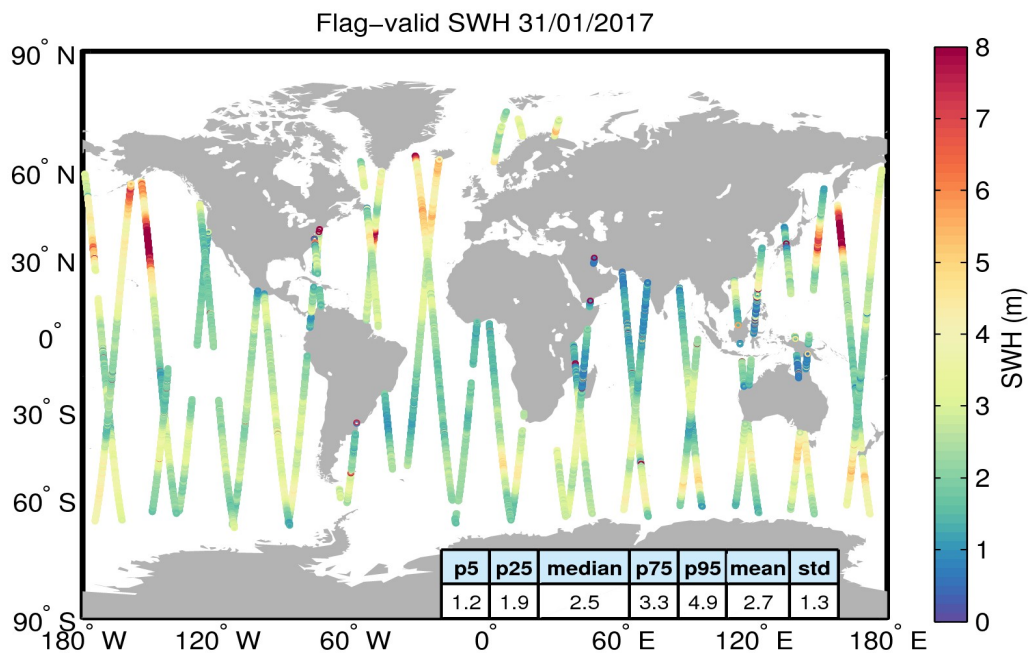 Flag−valid SWH 31/01/2017
90° N
60° N
30° N
0°
30° S
60° S
90° S
180° W
120° W
60° W
0°
60° E
120° E
180° E
p5 p25 median p75 p95 mean std
1.2 1.9 2.5 3.3 4.9 2.7 1.3
8
7
6
5
4
3
2
1
0
SWH (m)